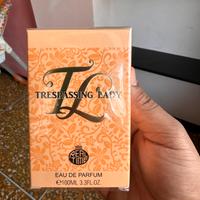 TL
TRESPASSING LADY
REAL
TIME
EAU DE PARFUM
℮100ML 3.3FL.OZ